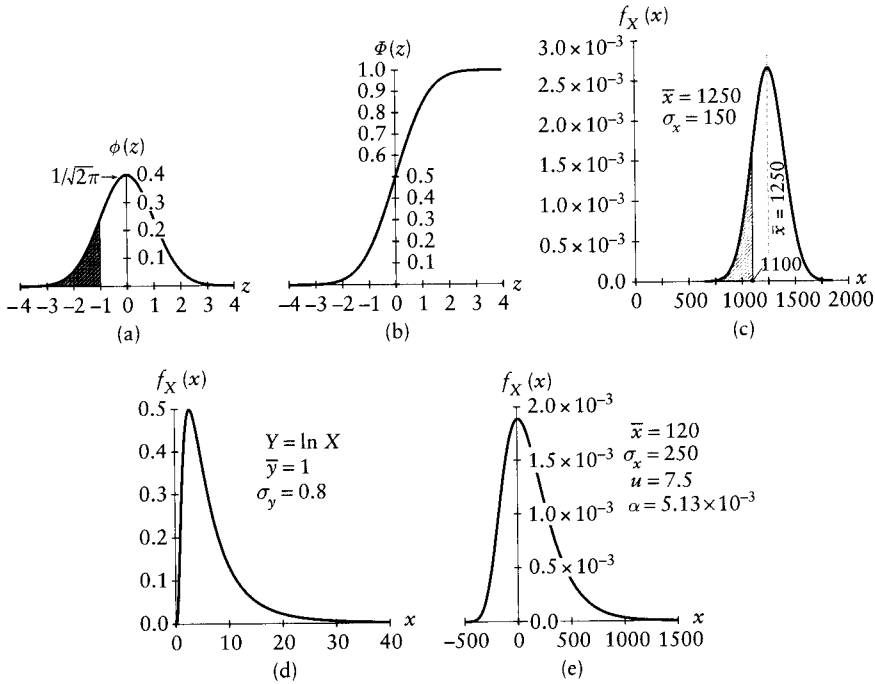 ϕ(z)
1/√2π
0.4
0.3
0.2
0.1
−4 −3 −2 −1 0 1 2 3 4 z
(a)
Φ(z)
1.0
0.9
0.8
0.7
0.6
0.5
0.4
0.3
0.2
0.1
−4 −3 −2 −1 0 1 2 3 4 z
(b)
f_X(x)
3.0×10⁻³
2.5×10⁻³
2.0×10⁻³
1.5×10⁻³
1.0×10⁻³
0.5×10⁻³
0.0
x̄ = 1250
σ_x = 150
x̄ = 1250
1100
0 500 1000 1500 2000 x
(c)
f_X(x)
0.5
0.4
0.3
0.2
0.1
0.0
Y = ln X
ȳ = 1
σ_y = 0.8
0 10 20 30 40 x
(d)
f_X(x)
2.0×10⁻³
1.5×10⁻³
1.0×10⁻³
0.5×10⁻³
0.0
x̄ = 120
σ_x = 250
u = 7.5
α = 5.13×10⁻³
−500 0 500 1000 1500 x
(e)